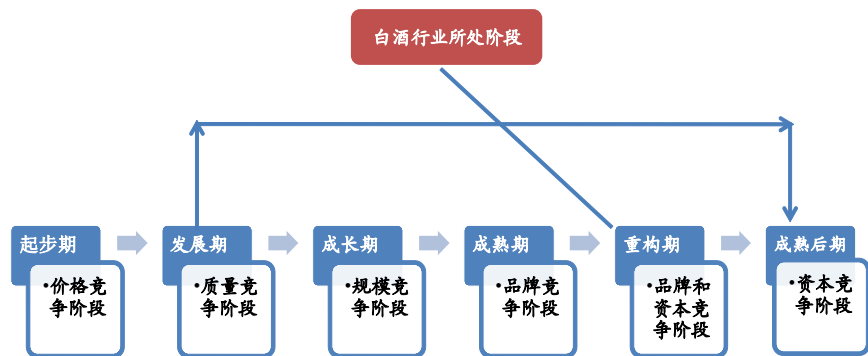 白酒行业所处阶段
起步期
•价格竞
争阶段
发展期
•质量竞
争阶段
成长期
•规模竞
争阶段
成熟期
•品牌竞
争阶段
重构期
•品牌和
资本竞
争阶段
成熟后期
•资本竞
争阶段